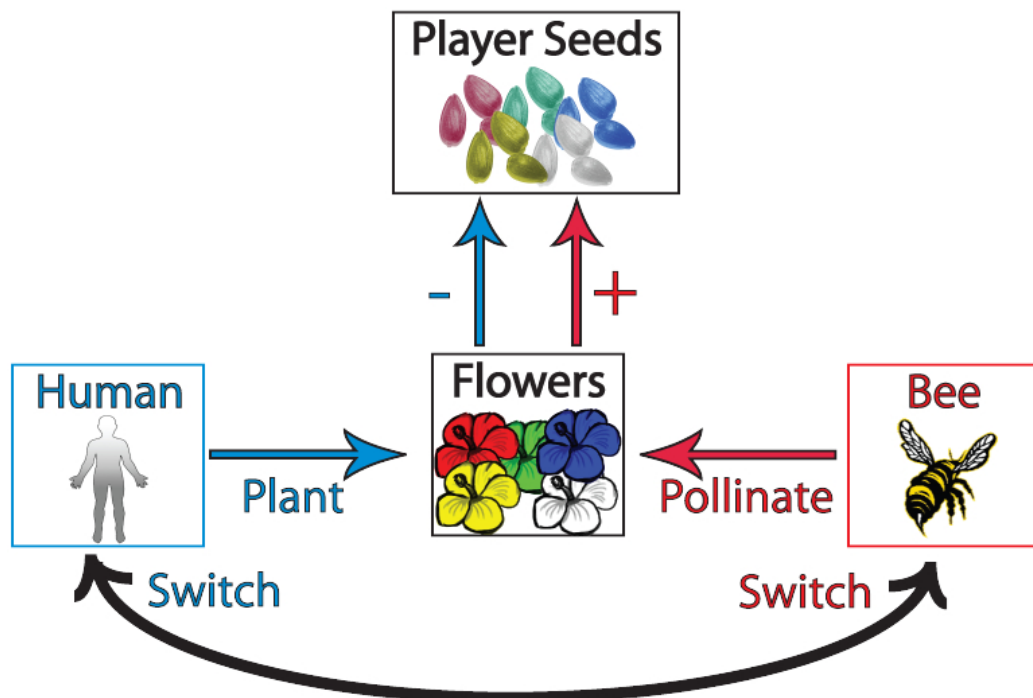 Player Seeds
-
+
Human
Flowers
Bee
Plant
Pollinate
Switch
Switch